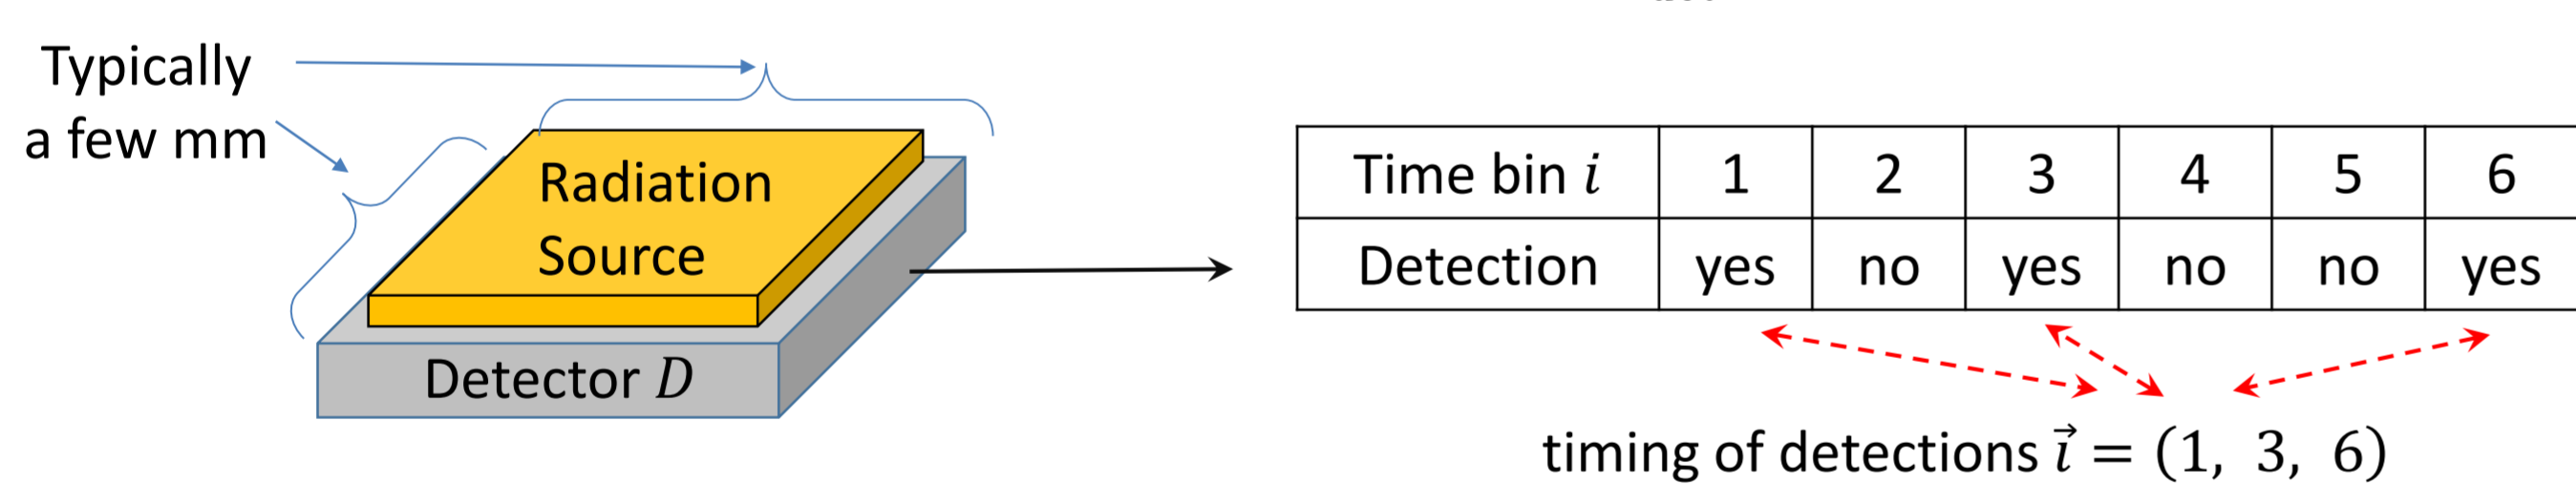 Typically
a few mm
Radiation
Source
Detector D
Time bin i 1 2 3 4 5 6
Detection yes no yes no no yes
timing of detections i⃗ = (1, 3, 6)